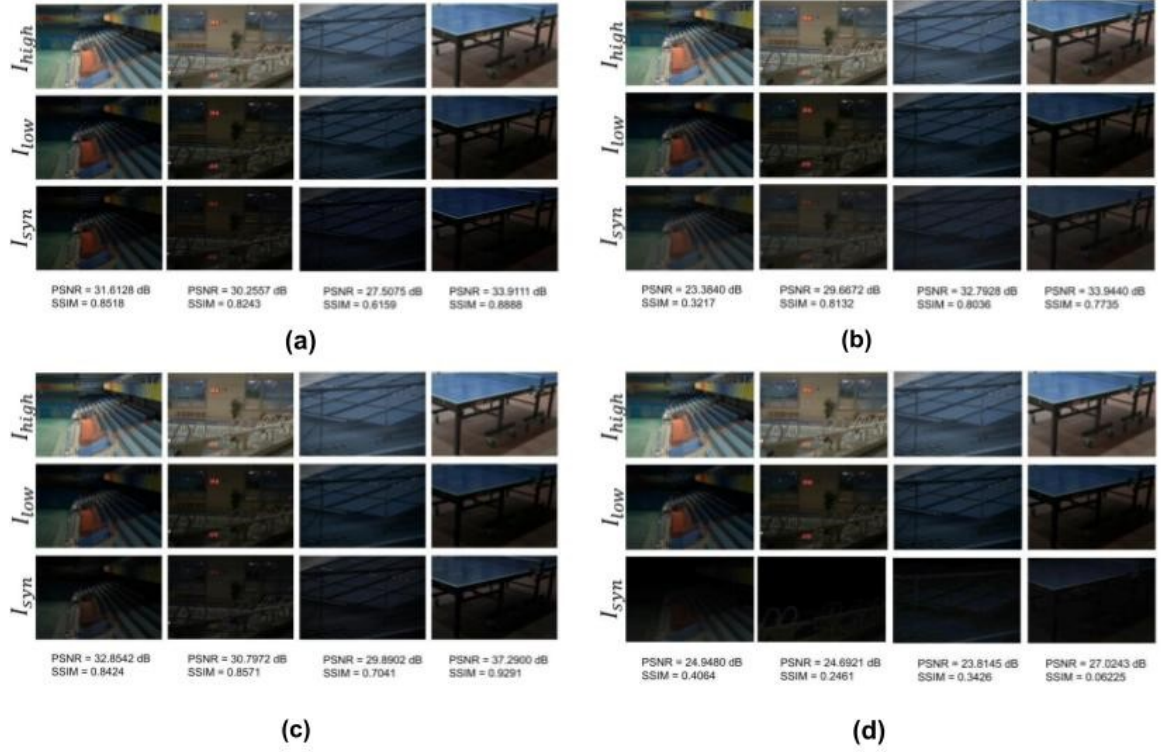 I_high
I_low
I_syn
PSNR = 31.6128 dB PSNR = 30.2557 dB PSNR = 27.5075 dB PSNR = 33.9111 dB
SSIM = 0.8518 SSIM = 0.8243 SSIM = 0.6159 SSIM = 0.8888
(a)
I_high
I_low
I_syn
PSNR = 23.3840 dB PSNR = 29.6672 dB PSNR = 32.7928 dB PSNR = 33.9440 dB
SSIM = 0.3217 SSIM = 0.8132 SSIM = 0.8036 SSIM = 0.7735
(b)
I_high
I_low
I_syn
PSNR = 32.8542 dB PSNR = 30.7972 dB PSNR = 29.8902 dB PSNR = 37.2900 dB
SSIM = 0.8424 SSIM = 0.8571 SSIM = 0.7041 SSIM = 0.9291
(c)
I_high
I_low
I_syn
PSNR = 24.9480 dB PSNR = 24.6921 dB PSNR = 23.8145 dB PSNR = 27.0243 dB
SSIM = 0.4064 SSIM = 0.2461 SSIM = 0.3426 SSIM = 0.06225
(d)